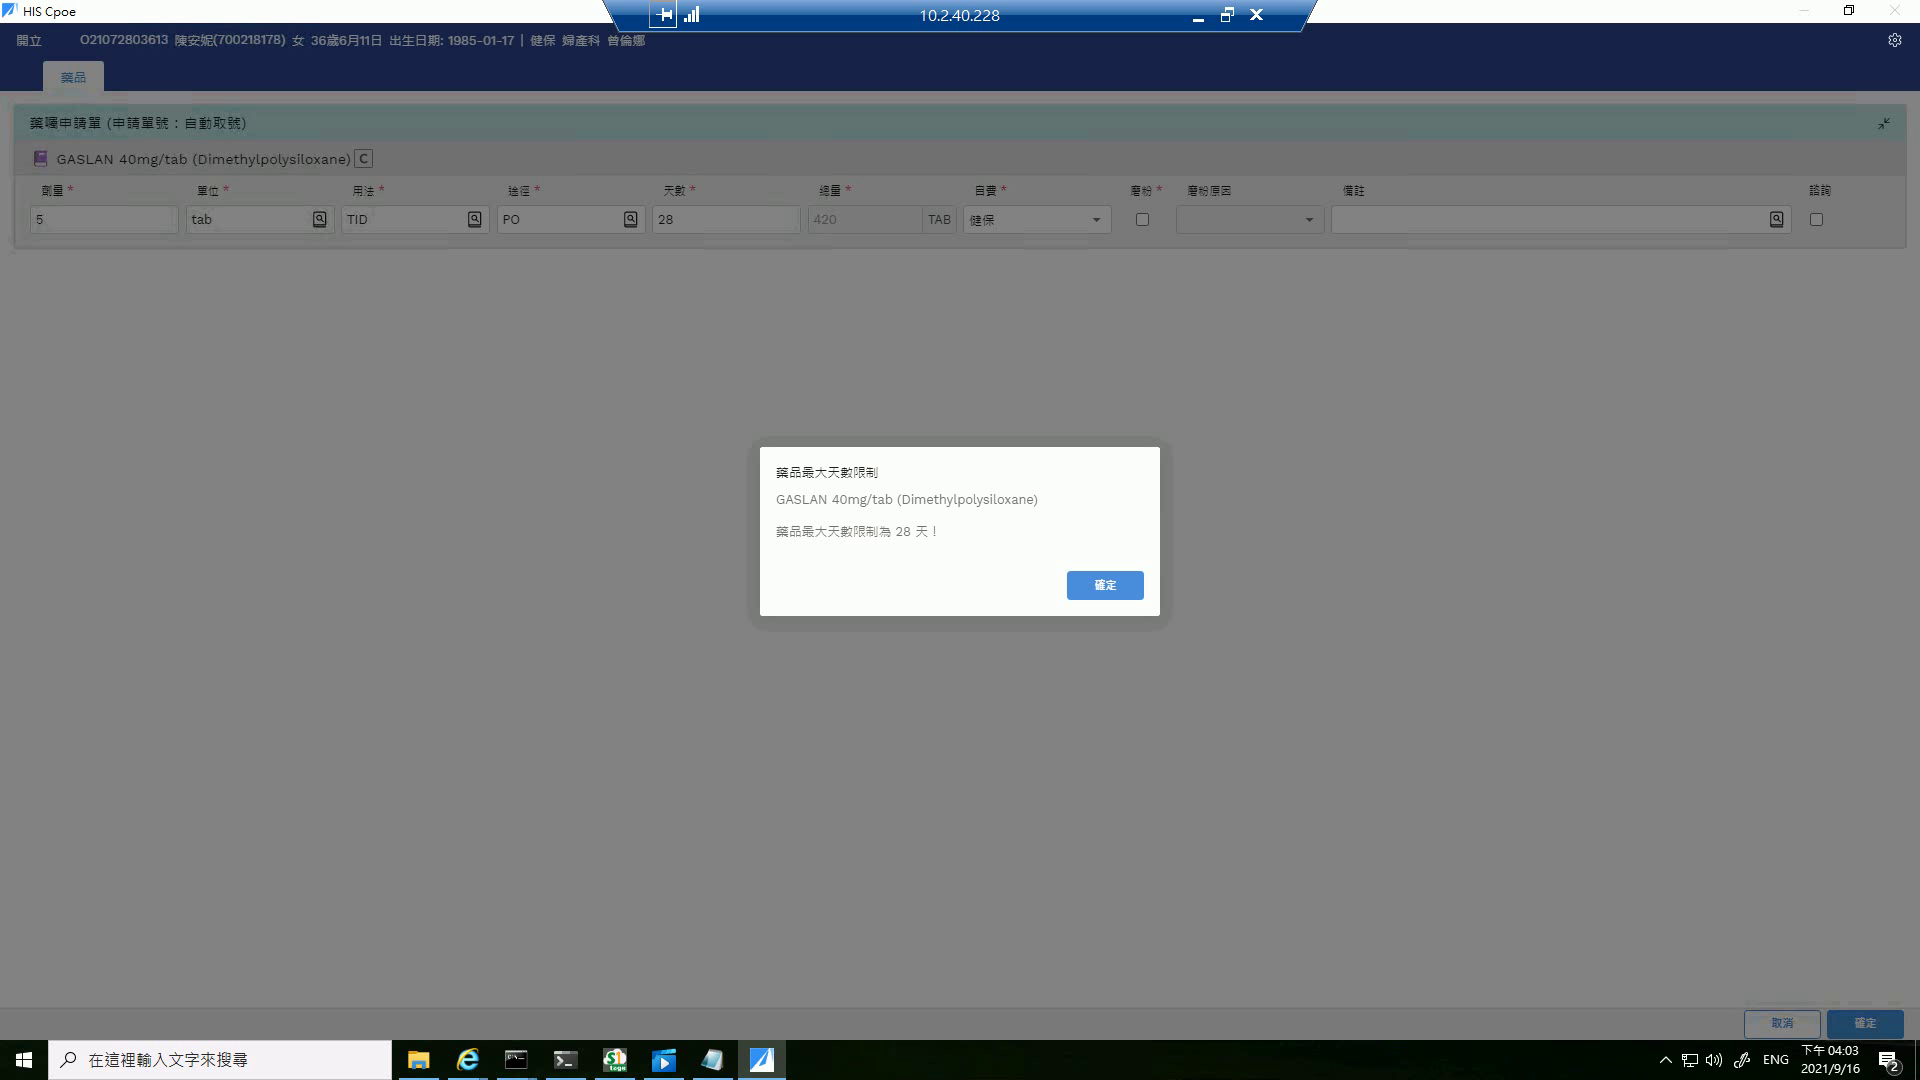 HIS Cpoe
10.2.40.228
開立 O21072803613 陳安妮(700218178) 女 36歲6月11日 出生日期: 1985-01-17 | 健保 婦產科 曾倫娜
藥品
藥囑申請單 (申請單號：自動取號)
GASLAN 40mg/tab (Dimethylpolysiloxane) C
劑量 * 單位 * 用法 * 途徑 * 天數 * 總量 * 自費 * 磨粉 * 磨粉原因 備註 諮詢
5 tab TID PO 28 420 TAB 健保
藥品最大天數限制
GASLAN 40mg/tab (Dimethylpolysiloxane)
藥品最大天數限制為 28 天！
確定
取消 確定
在這裡輸入文字來搜尋
ENG
下午 04:03
2021/9/16
2